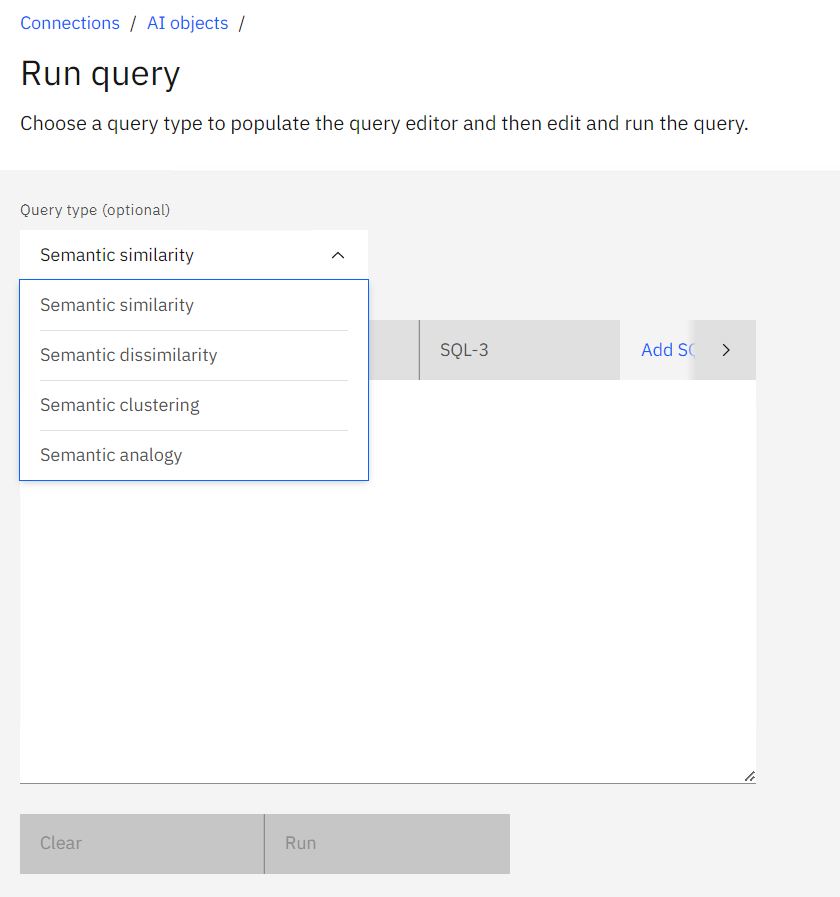 Connections / AI objects /
Run query
Choose a query type to populate the query editor and then edit and run the query.
Query type (optional)
Semantic similarity
Semantic similarity
Semantic dissimilarity
Semantic clustering
Semantic analogy
SQL-3
Add
Clear
Run